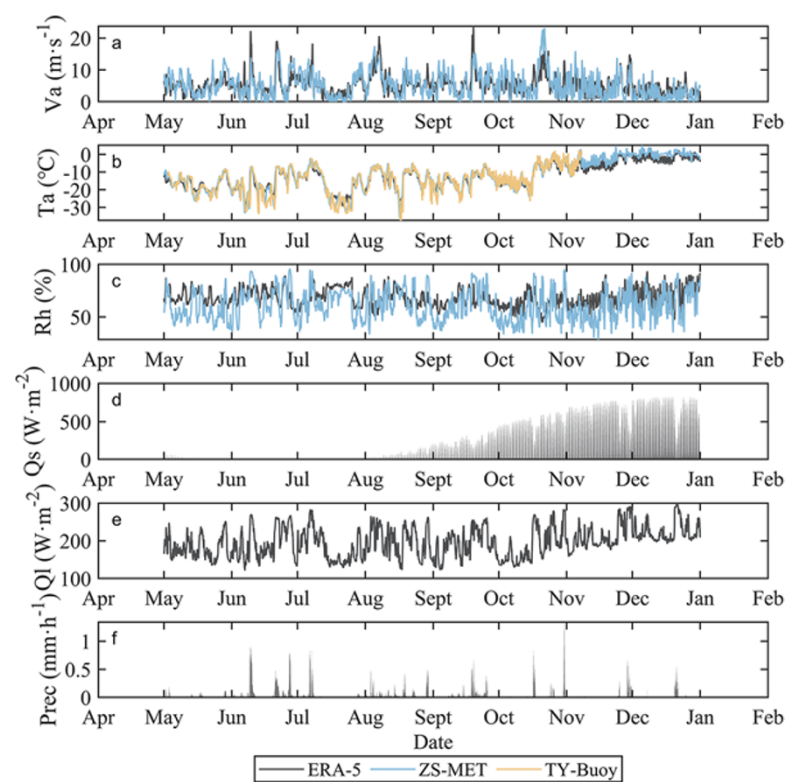 a
Va (m·s⁻¹)
20
10
0
Apr May Jun Jul Aug Sept Oct Nov Dec Jan Feb
b
Ta (°C)
0
-10
-20
-30
Apr May Jun Jul Aug Sept Oct Nov Dec Jan Feb
c
Rh (%)
100
50
Apr May Jun Jul Aug Sept Oct Nov Dec Jan Feb
d
Qs (W·m⁻²)
1000
500
0
Apr May Jun Jul Aug Sept Oct Nov Dec Jan Feb
e
Ql (W·m⁻²)
300
200
100
Apr May Jun Jul Aug Sept Oct Nov Dec Jan Feb
f
Prec (mm·h⁻¹)
1
0.5
0
Apr May Jun Jul Aug Sept Oct Nov Dec Jan Feb
Date
ERA-5 ZS-MET TY-Buoy